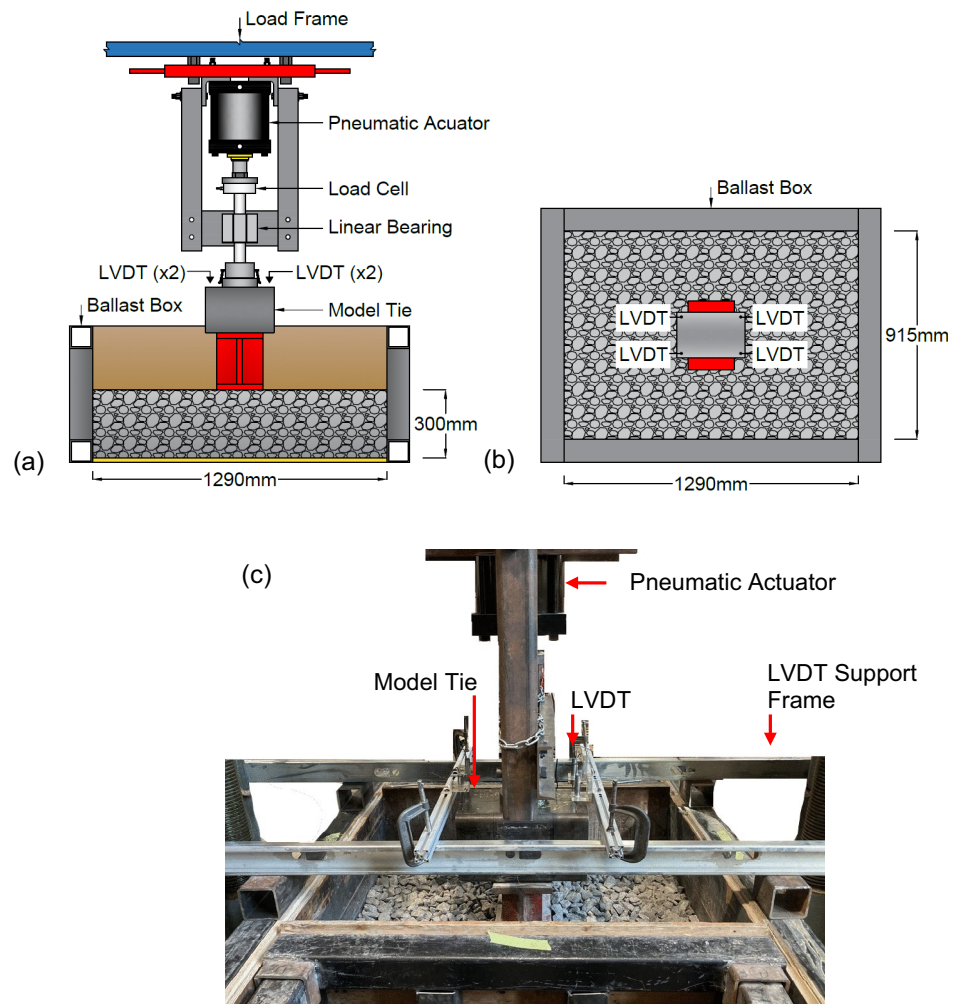 Load Frame
Pneumatic Acuator
Load Cell
Linear Bearing
LVDT (x2)
LVDT (x2)
Ballast Box
Model Tie
300mm
(a)
1290mm
Ballast Box
LVDT
LVDT
LVDT
LVDT
915mm
(b)
1290mm
(c)
Pneumatic Actuator
Model Tie
LVDT
LVDT Support
Frame